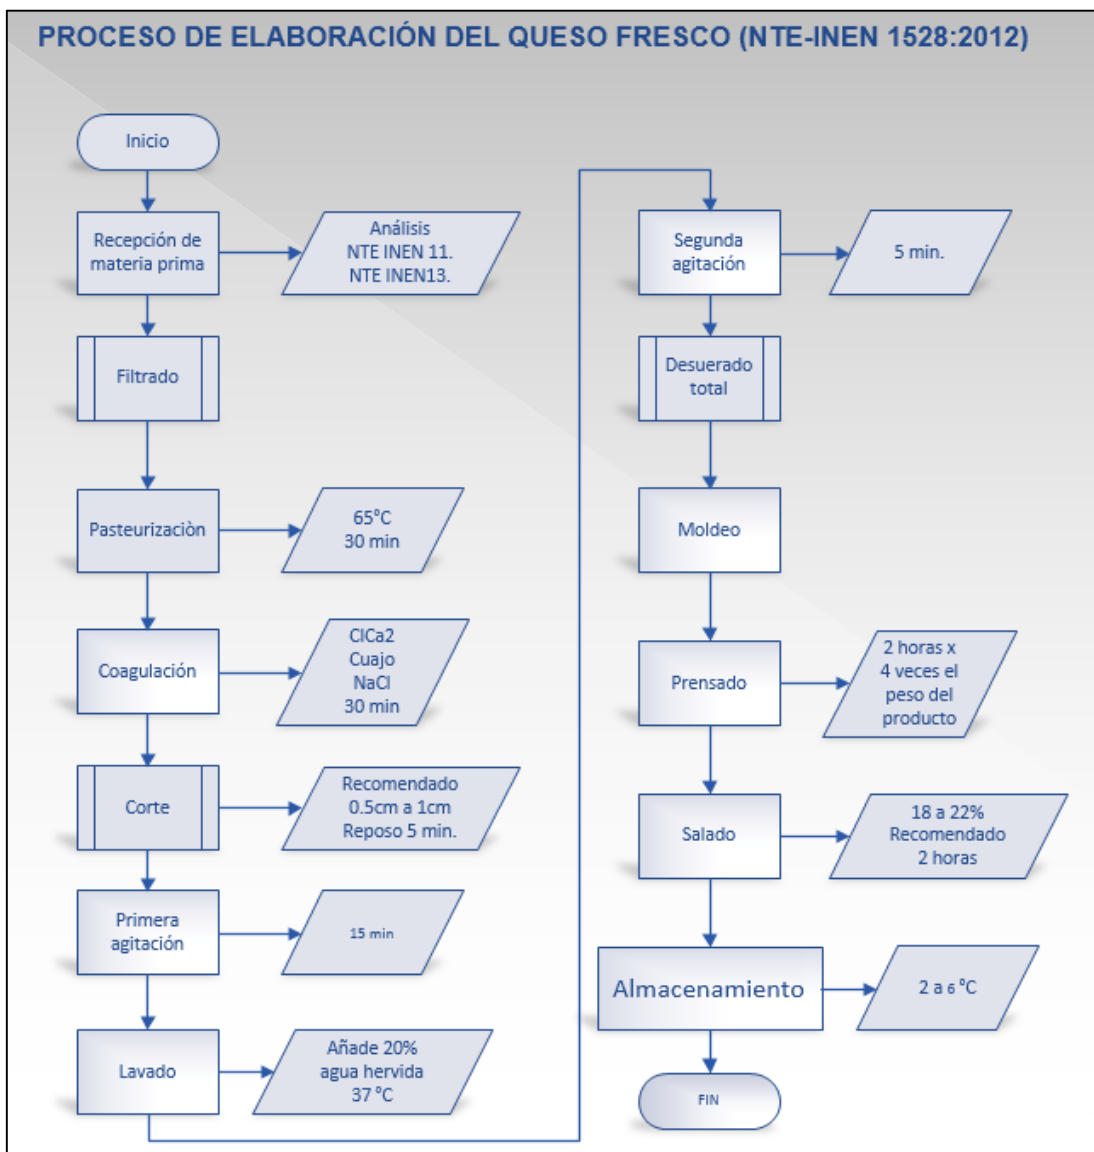 PROCESO DE ELABORACIÓN DEL QUESO FRESCO (NTE-INEN 1528:2012)
Inicio
Recepción de
materia prima
Análisis
NTE INEN 11.
NTE INEN13.
Filtrado
Pasteurizaciòn
65°C
30 min
Coagulación
ClCa2
Cuajo
NaCl
30 min
Corte
Recomendado
0.5cm a 1cm
Reposo 5 min.
Primera
agitación
15 min
Lavado
Añade 20%
agua hervida
37 °C
Segunda
agitación
5 min.
Desuerado
total
Moldeo
Prensado
2 horas x
4 veces el
peso del
producto
Salado
18 a 22%
Recomendado
2 horas
Almacenamiento
2 a 6 °C
FIN